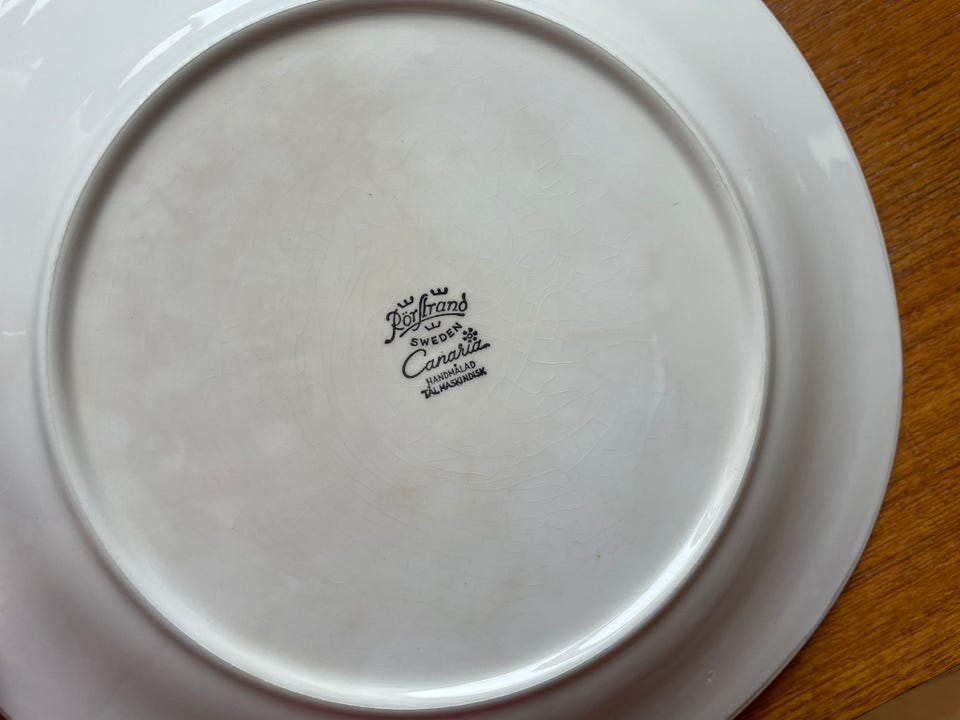 RörStrand
SWEDEN
Canaria
HANDMÅLAD
TÅL MASKINDISK